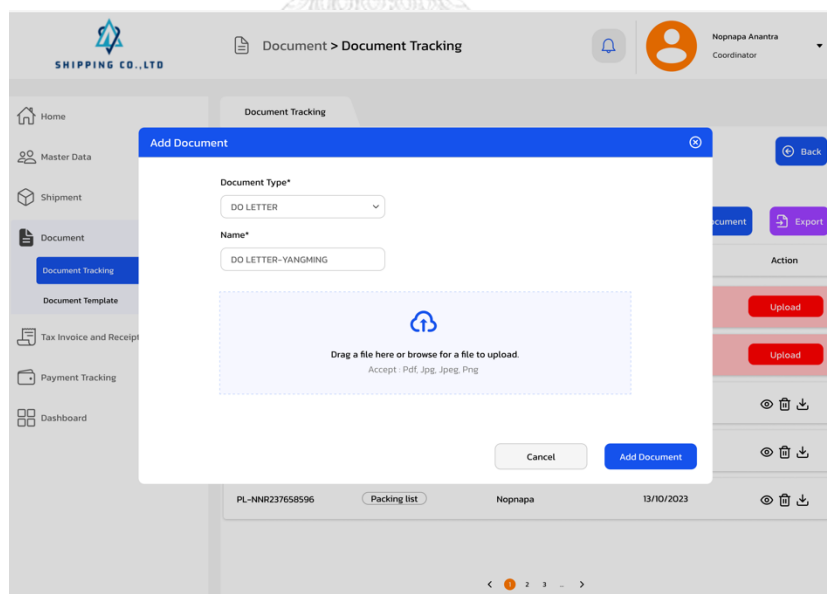 SHIPPING CO.,LTD
Document > Document Tracking
Nopnapa Anantra
Coordinator
Home
Master Data
Shipment
Document
Document Tracking
Document Template
Tax Invoice and Receipt
Payment Tracking
Dashboard
Document Tracking
Back
ocument
Export
Action
Upload
Upload
Add Document
Document Type*
DO LETTER
Name*
DO LETTER-YANGMING
Drag a file here or browse for a file to upload.
Accept : Pdf, Jpg, Jpeg, Png
Cancel
Add Document
PL-NNR237658596 Packing list Nopnapa 13/10/2023
< 1 2 3 ... >